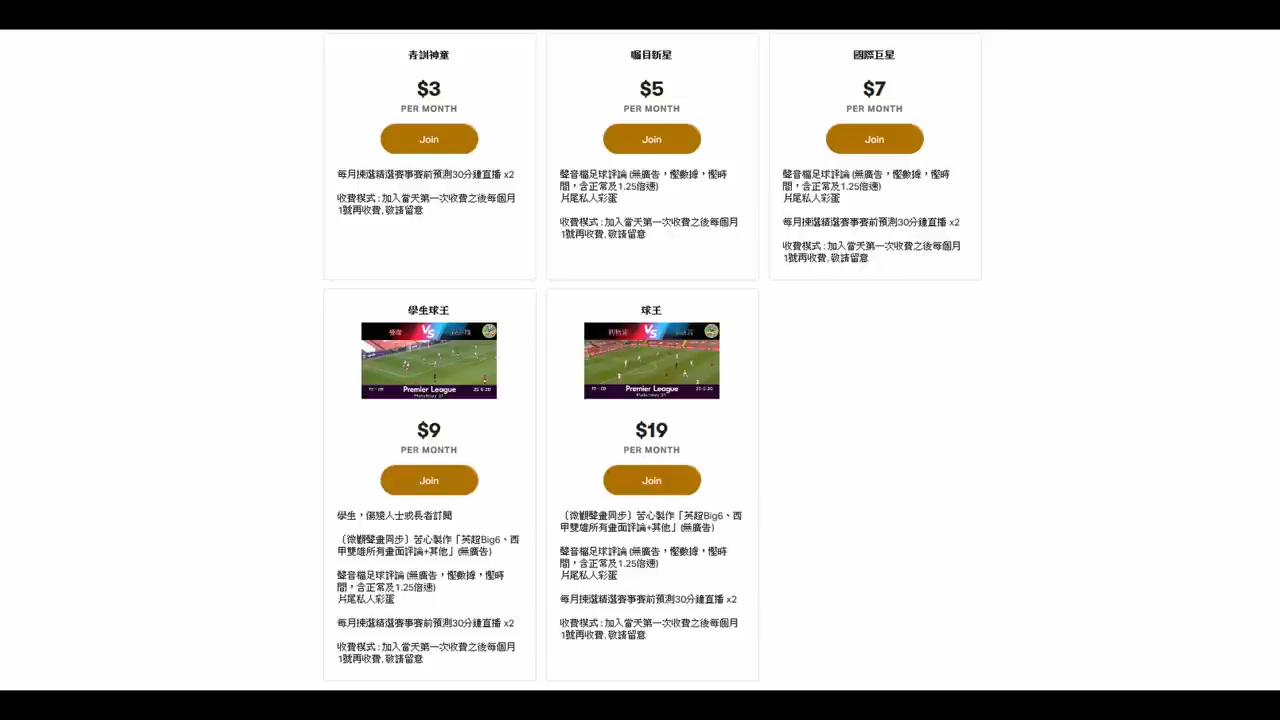 青訓神童
$3
PER MONTH
Join
每月揀選精選賽事賽前預測30分鐘直播 x2
收費模式 : 加入當天第一次收費之後每個月
1號再收費, 敬請留意
矚目新星
$5
PER MONTH
Join
聲音檔足球評論 (無廣告，慳數據，慳時
間，含正常及1.25倍速)
片尾私人彩蛋
收費模式 : 加入當天第一次收費之後每個月
1號再收費, 敬請留意
國際巨星
$7
PER MONTH
Join
聲音檔足球評論 (無廣告，慳數據，慳時
間，含正常及1.25倍速)
片尾私人彩蛋
每月揀選精選賽事賽前預測30分鐘直播 x2
收費模式 : 加入當天第一次收費之後每個月
1號再收費, 敬請留意
學生球王
VS
Premier League
Matchday 31
$9
PER MONTH
Join
學生，傷殘人士或長者訂閱
〔微觀聲畫同步〕苦心製作「英超Big6、西
甲雙雄所有畫面評論+其他」(無廣告)
聲音檔足球評論 (無廣告，慳數據，慳時
間，含正常及1.25倍速)
片尾私人彩蛋
每月揀選精選賽事賽前預測30分鐘直播 x2
收費模式 : 加入當天第一次收費之後每個月
1號再收費, 敬請留意
球王
VS
Premier League
Matchday 31
$19
PER MONTH
Join
〔微觀聲畫同步〕苦心製作「英超Big6、西
甲雙雄所有畫面評論+其他」(無廣告)
聲音檔足球評論 (無廣告，慳數據，慳時
間，含正常及1.25倍速)
片尾私人彩蛋
每月揀選精選賽事賽前預測30分鐘直播 x2
收費模式 : 加入當天第一次收費之後每個月
1號再收費, 敬請留意